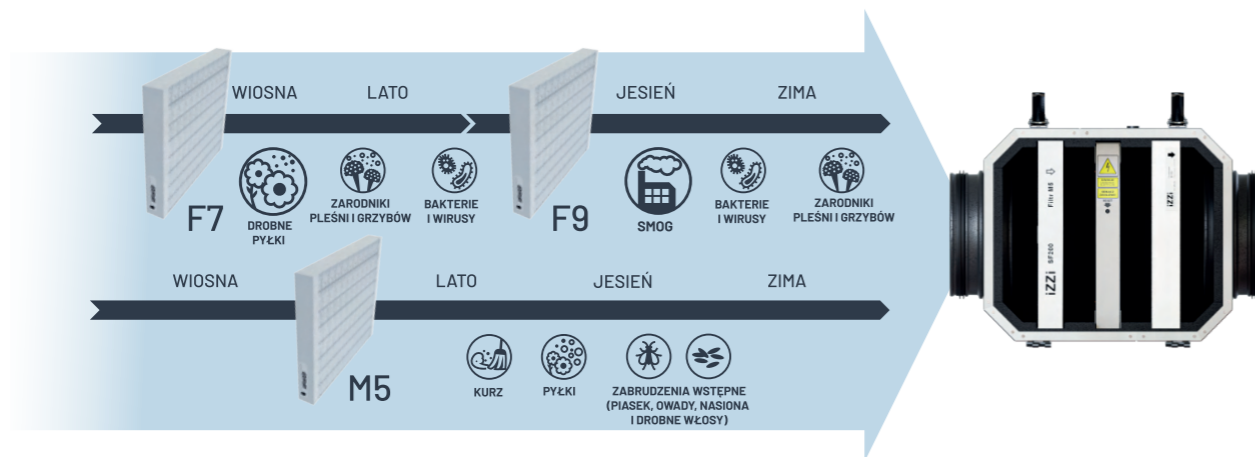 WIOSNA
LATO
JESIEŃ
ZIMA
F7
DROBNE
PYŁKI
ZARODNIKI
PLEŚNI I GRZYBÓW
BAKTERIE
I WIRUSY
F9
SMOG
BAKTERIE
I WIRUSY
ZARODNIKI
PLEŚNI I GRZYBÓW
WIOSNA
LATO
JESIEŃ
ZIMA
M5
KURZ
PYŁKI
ZABRUDZENIA WSTĘPNE
(PIASEK, OWADY, NASIONA
I DROBNE WŁOSY)
iZZi SF200 Filtr M5
iZZi